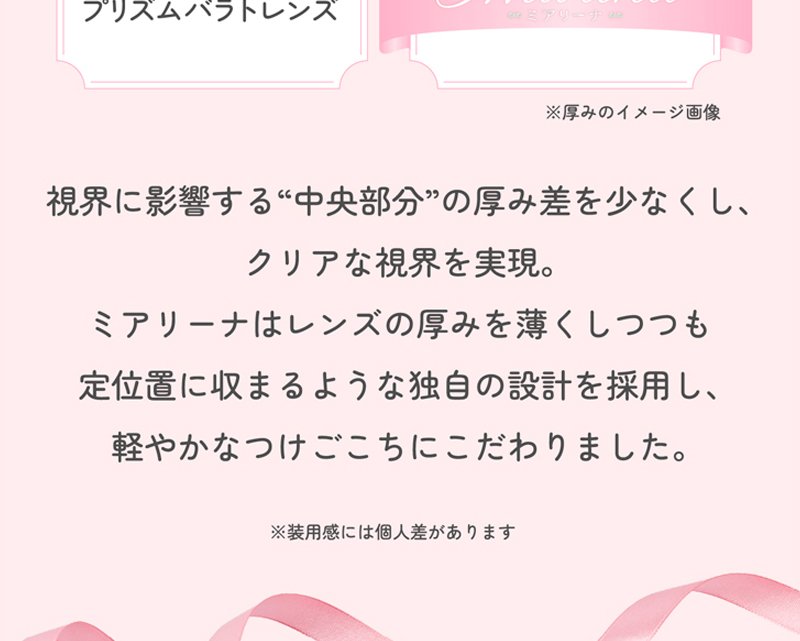 プリズムバラトレンズ
ミアリーナ
※厚みのイメージ画像
視界に影響する“中央部分”の厚み差を少なくし、
クリアな視界を実現。
ミアリーナはレンズの厚みを薄くしつつも
定位置に収まるような独自の設計を採用し、
軽やかなつけごこちにこだわりました。
※装用感には個人差があります